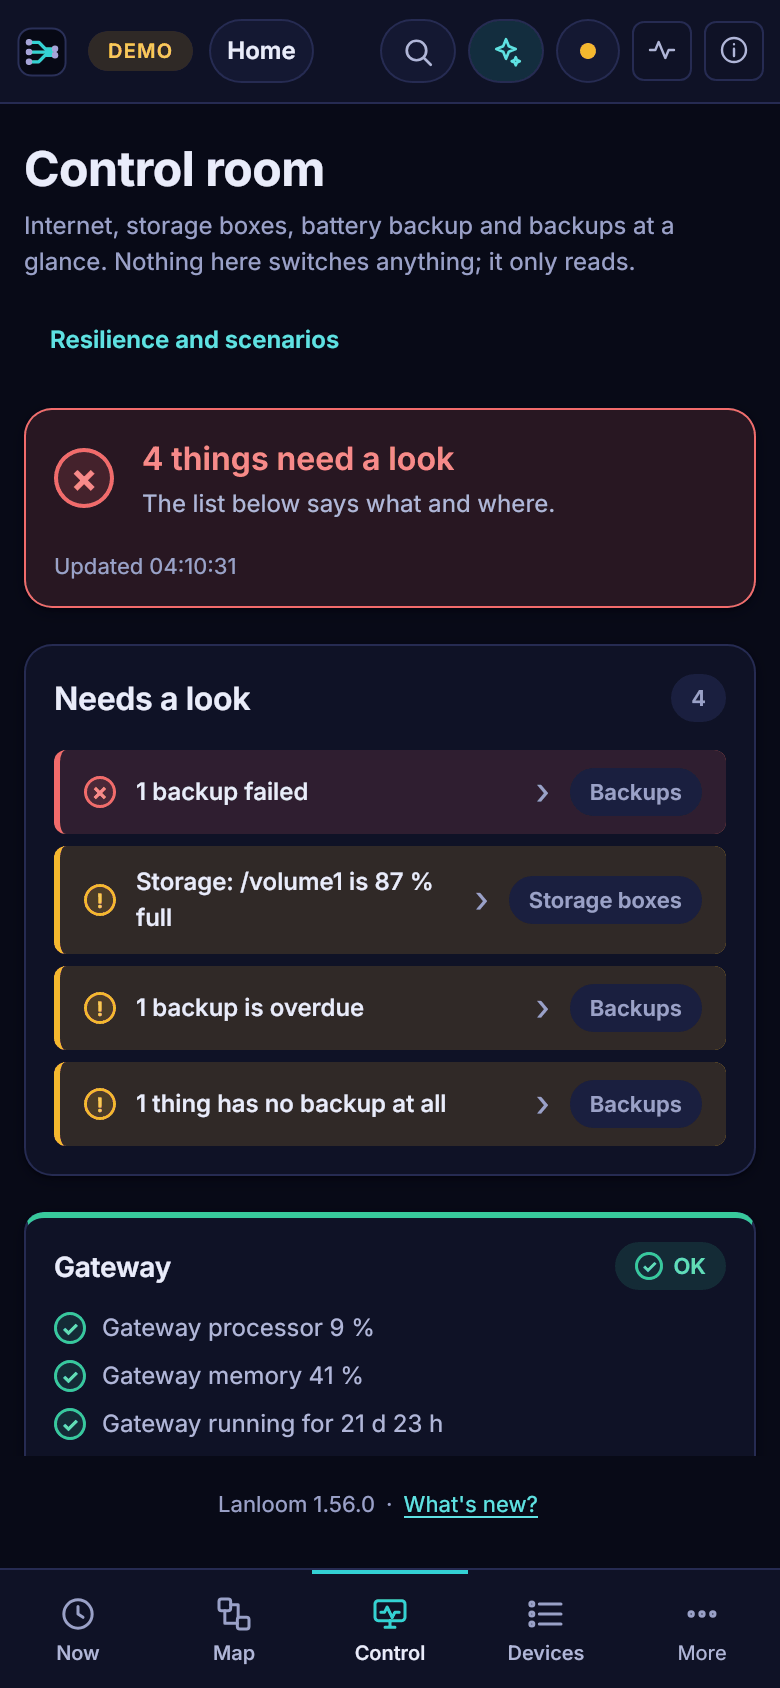 DEMO
Home
Control room
Internet, storage boxes, battery backup and backups at a
glance. Nothing here switches anything; it only reads.
Resilience and scenarios
4 things need a look
The list below says what and where.
Updated 04:10:31
Needs a look
4
1 backup failed
Backups
Storage: /volume1 is 87 %
full
Storage boxes
1 backup is overdue
Backups
1 thing has no backup at all
Backups
Gateway
OK
Gateway processor 9 %
Gateway memory 41 %
Gateway running for 21 d 23 h
Lanloom 1.56.0 · What's new?
Now
Map
Control
Devices
More